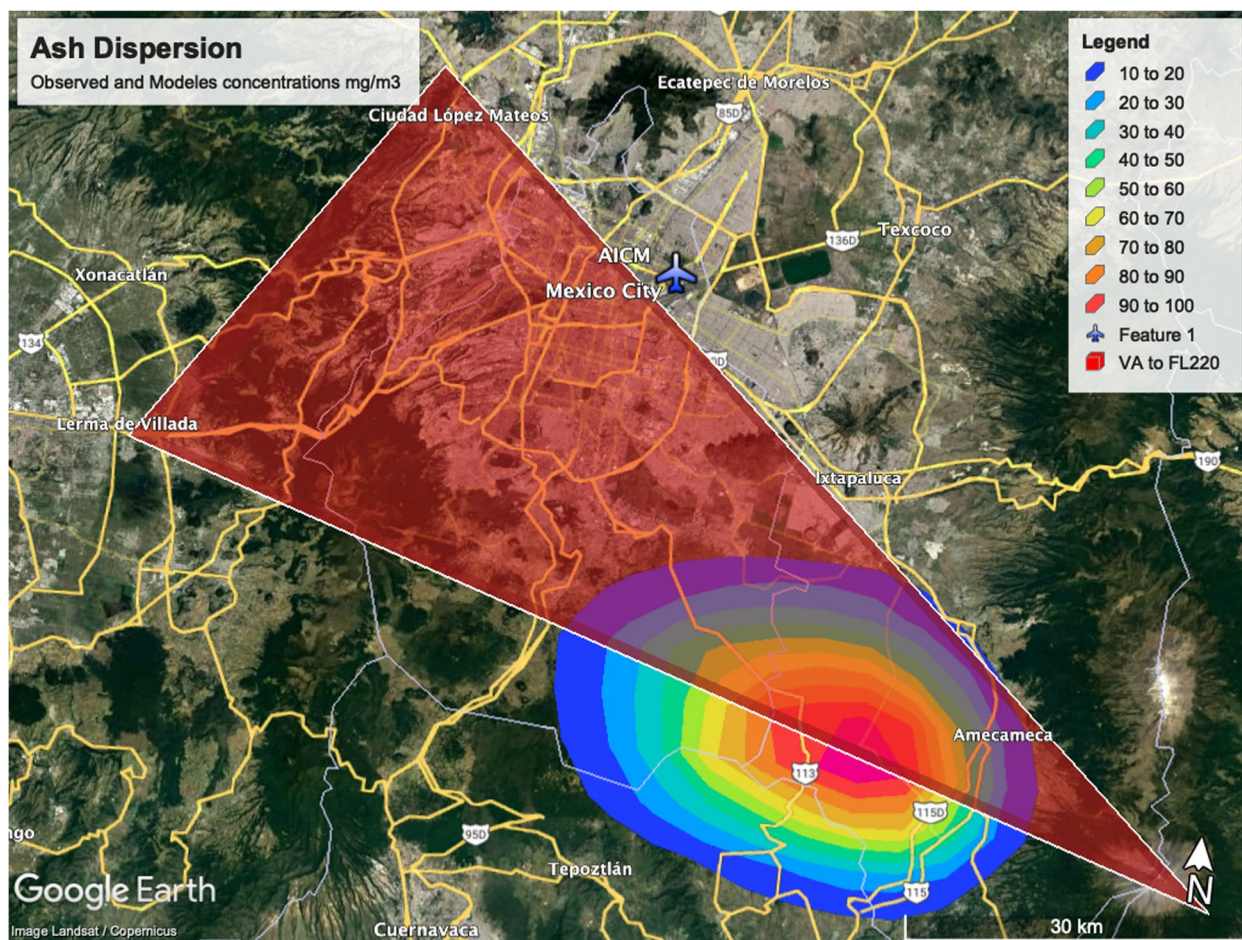 Ash Dispersion
Observed and Modeles concentrations mg/m3
Legend
10 to 20
20 to 30
30 to 40
40 to 50
50 to 60
60 to 70
70 to 80
80 to 90
90 to 100
Feature 1
VA to FL220
Ecatepec de Morelos
Ciudad López Mateos
85D
Texcoco
136D
AICM
Xonacatlán
Mexico City
134
0D
Lerma de Villada
190
Ixtapaluca
Amecameca
113
115D
ngo
95D
Tepoztlán
115
N
Google Earth
Cuernavaca
30 km
Image Landsat / Copernicus